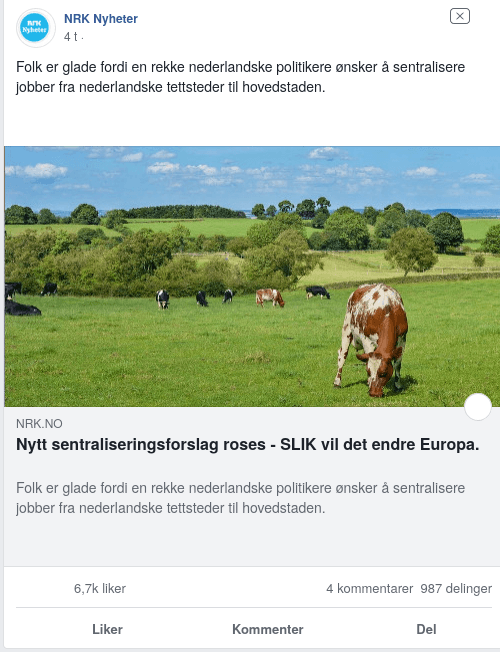 NRK
Nyheter
NRK Nyheter
4 t ·
Folk er glade fordi en rekke nederlandske politikere ønsker å sentralisere
jobber fra nederlandske tettsteder til hovedstaden.
NRK.NO
Nytt sentraliseringsforslag roses - SLIK vil det endre Europa.
Folk er glade fordi en rekke nederlandske politikere ønsker å sentralisere
jobber fra nederlandske tettsteder til hovedstaden.
6,7k liker 4 kommentarer 987 delinger
Liker Kommenter Del